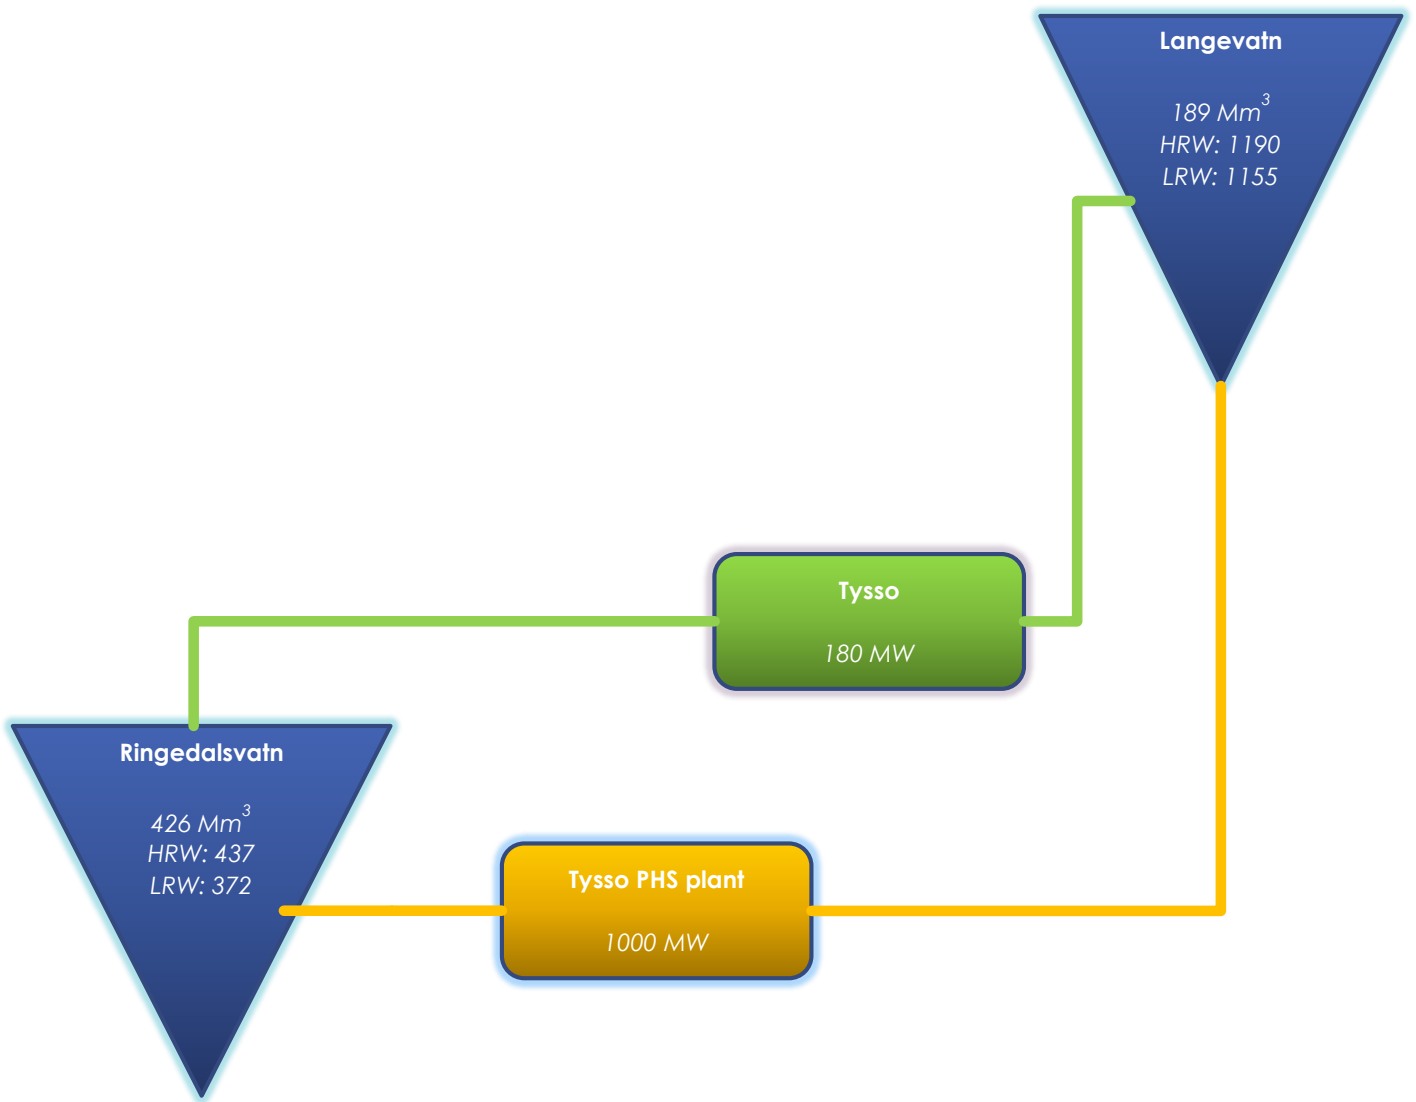 Langevatn
189 Mm³
HRW: 1190
LRW: 1155
Tysso
180 MW
Ringedalsvatn
426 Mm³
HRW: 437
LRW: 372
Tysso PHS plant
1000 MW